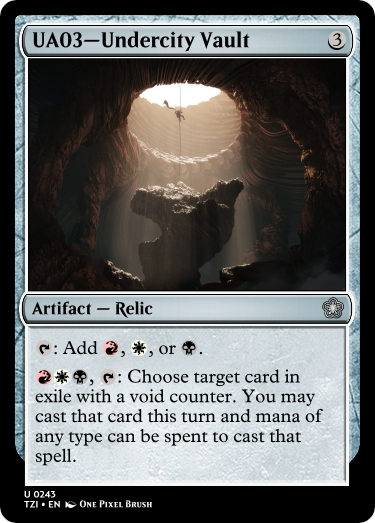 UA03—Undercity Vault 3
Artifact — Relic
: Add , , or .
, : Choose target card in
exile with a void counter. You may
cast that card this turn and mana of
any type can be spent to cast that
spell.
U 0243
TZI • EN One Pixel Brush